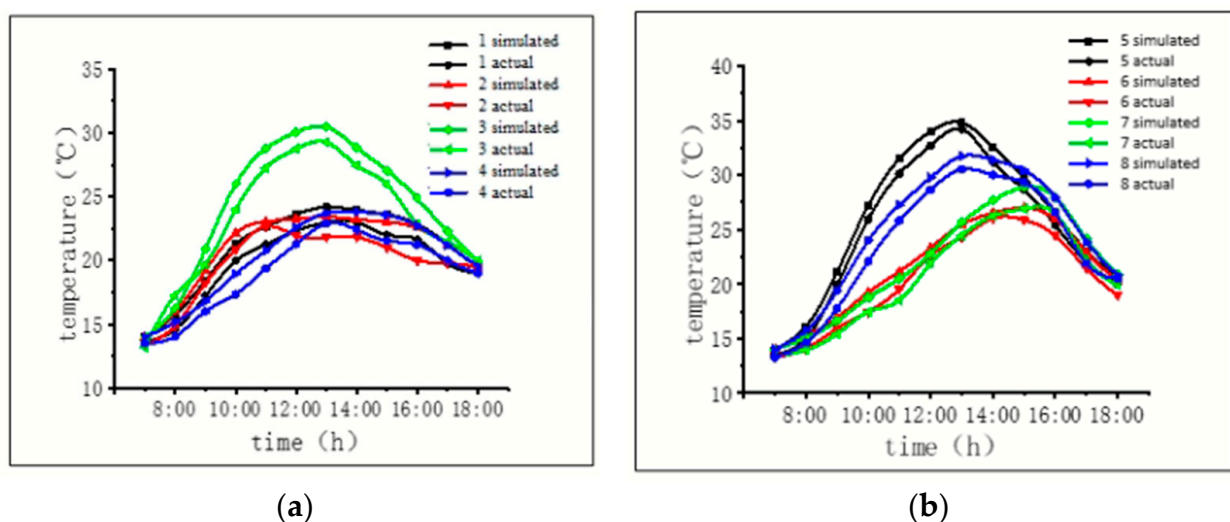 1 simulated
1 actual
2 simulated
2 actual
3 simulated
3 actual
4 simulated
4 actual
35
30
25
20
15
10
temperature (℃)
8:00 10:00 12:00 14:00 16:00 18:00
time (h)
(a)
5 simulated
5 actual
6 simulated
6 actual
7 simulated
7 actual
8 simulated
8 actual
40
35
30
25
20
15
10
temperature (℃)
8:00 10:00 12:00 14:00 16:00 18:00
time (h)
(b)